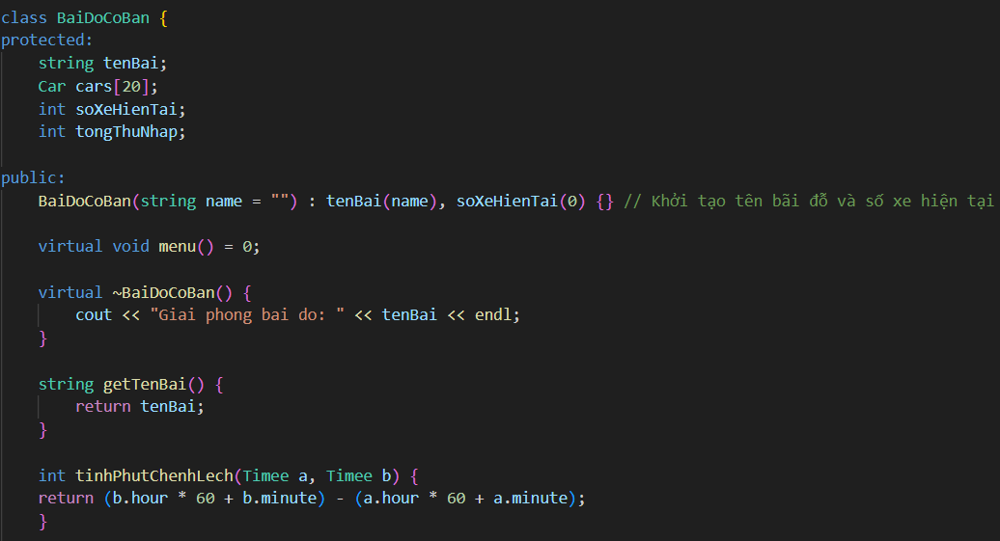 class BaiDoCoBan {
protected:
    string tenBai;
    Car cars[20];
    int soXeHienTai;
    int tongThuNhap;

public:
    BaiDoCoBan(string name = "") : tenBai(name), soXeHienTai(0) {} // Khởi tạo tên bãi đỗ và số xe hiện tại

    virtual void menu() = 0;

    virtual ~BaiDoCoBan() {
        cout << "Giai phong bai do: " << tenBai << endl;
    }

    string getTenBai() {
        return tenBai;
    }

    int tinhPhutChenhLech(Timee a, Timee b) {
    return (b.hour * 60 + b.minute) - (a.hour * 60 + a.minute);
    }